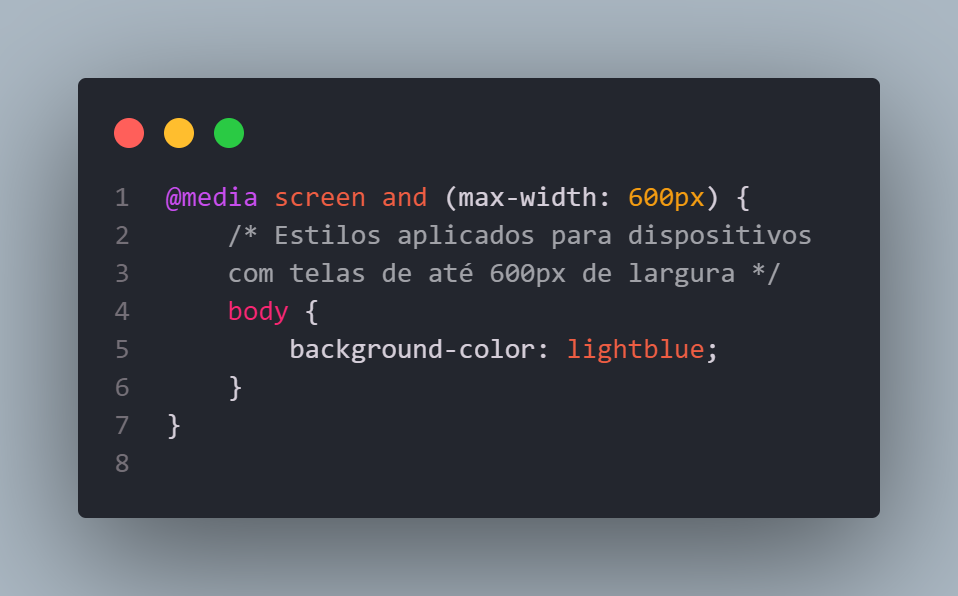 1 @media screen and (max-width: 600px) {
2 /* Estilos aplicados para dispositivos
3 com telas de até 600px de largura */
4 body {
5 background-color: lightblue;
6 }
7 }
8